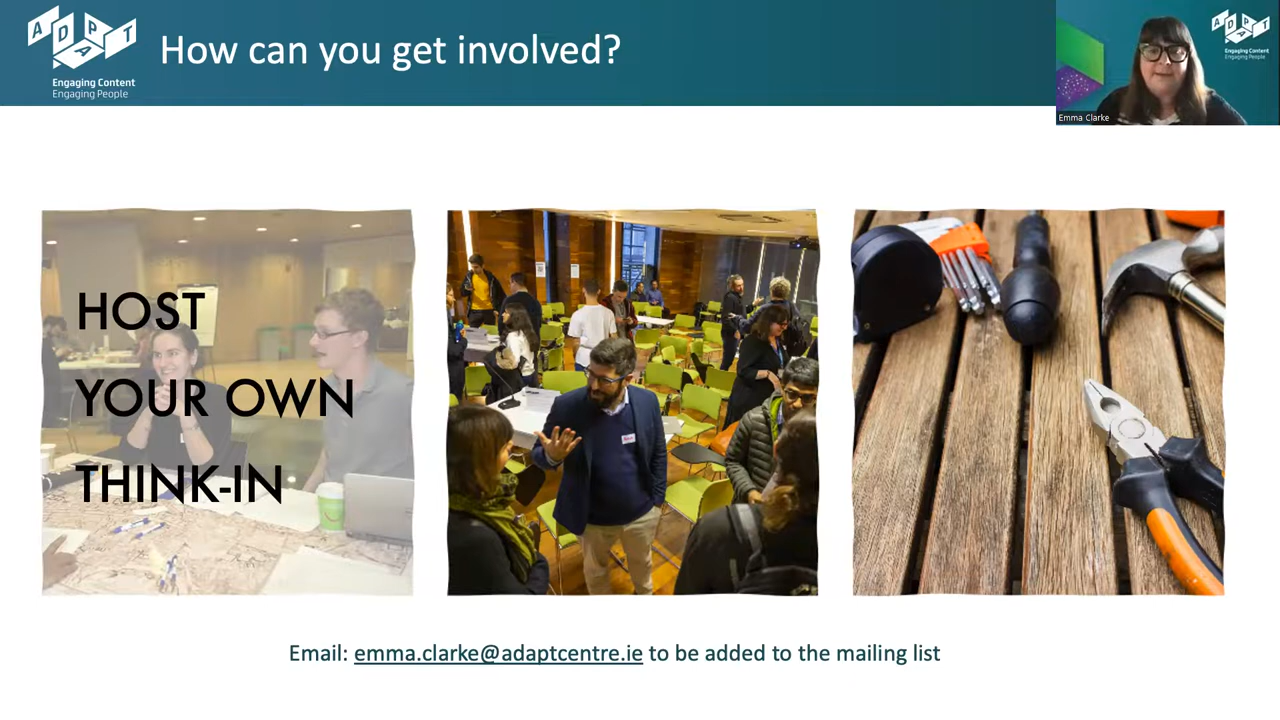 ADAPT
Engaging Content
Engaging People
How can you get involved?
ADAPT
Engaging Content
Engaging People
Emma Clarke
HOST
YOUR OWN
THINK-IN
Email: emma.clarke@adaptcentre.ie to be added to the mailing list